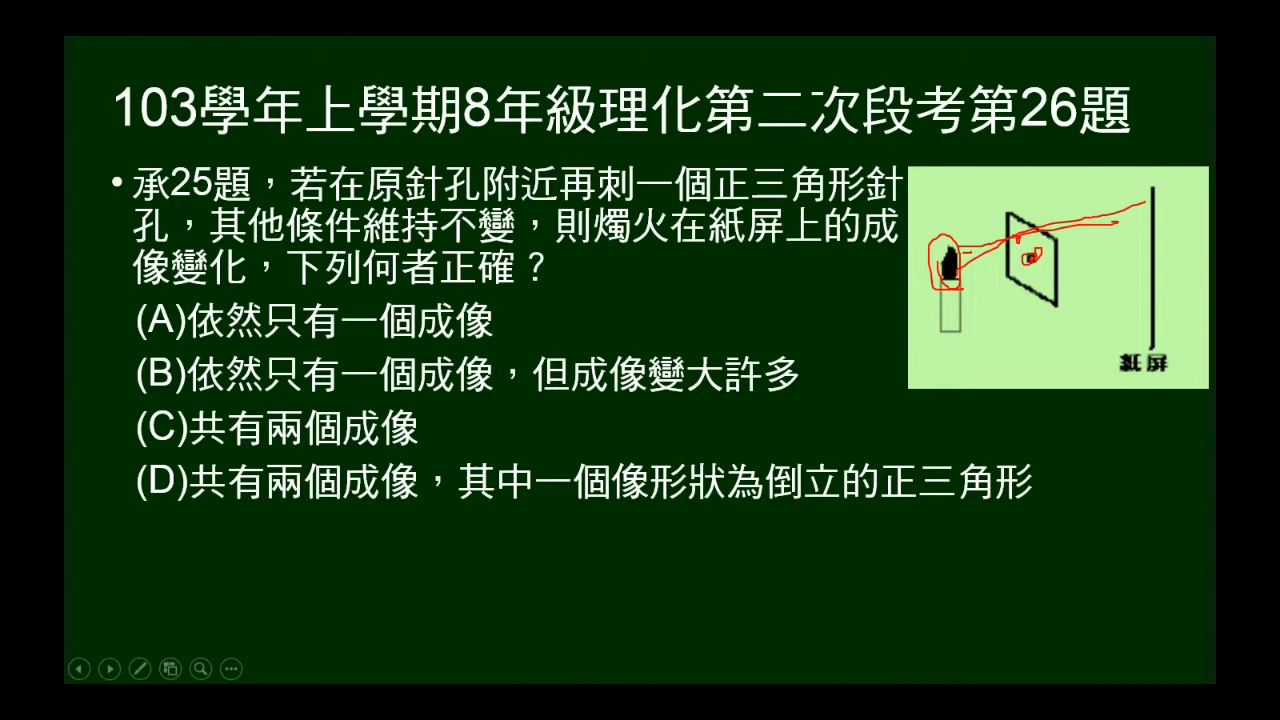 103學年上學期8年級理化第二次段考第26題
•承25題，若在原針孔附近再刺一個正三角形針
孔，其他條件維持不變，則燭火在紙屏上的成
像變化，下列何者正確？
(A)依然只有一個成像
(B)依然只有一個成像，但成像變大許多
(C)共有兩個成像
(D)共有兩個成像，其中一個像形狀為倒立的正三角形
紙屏